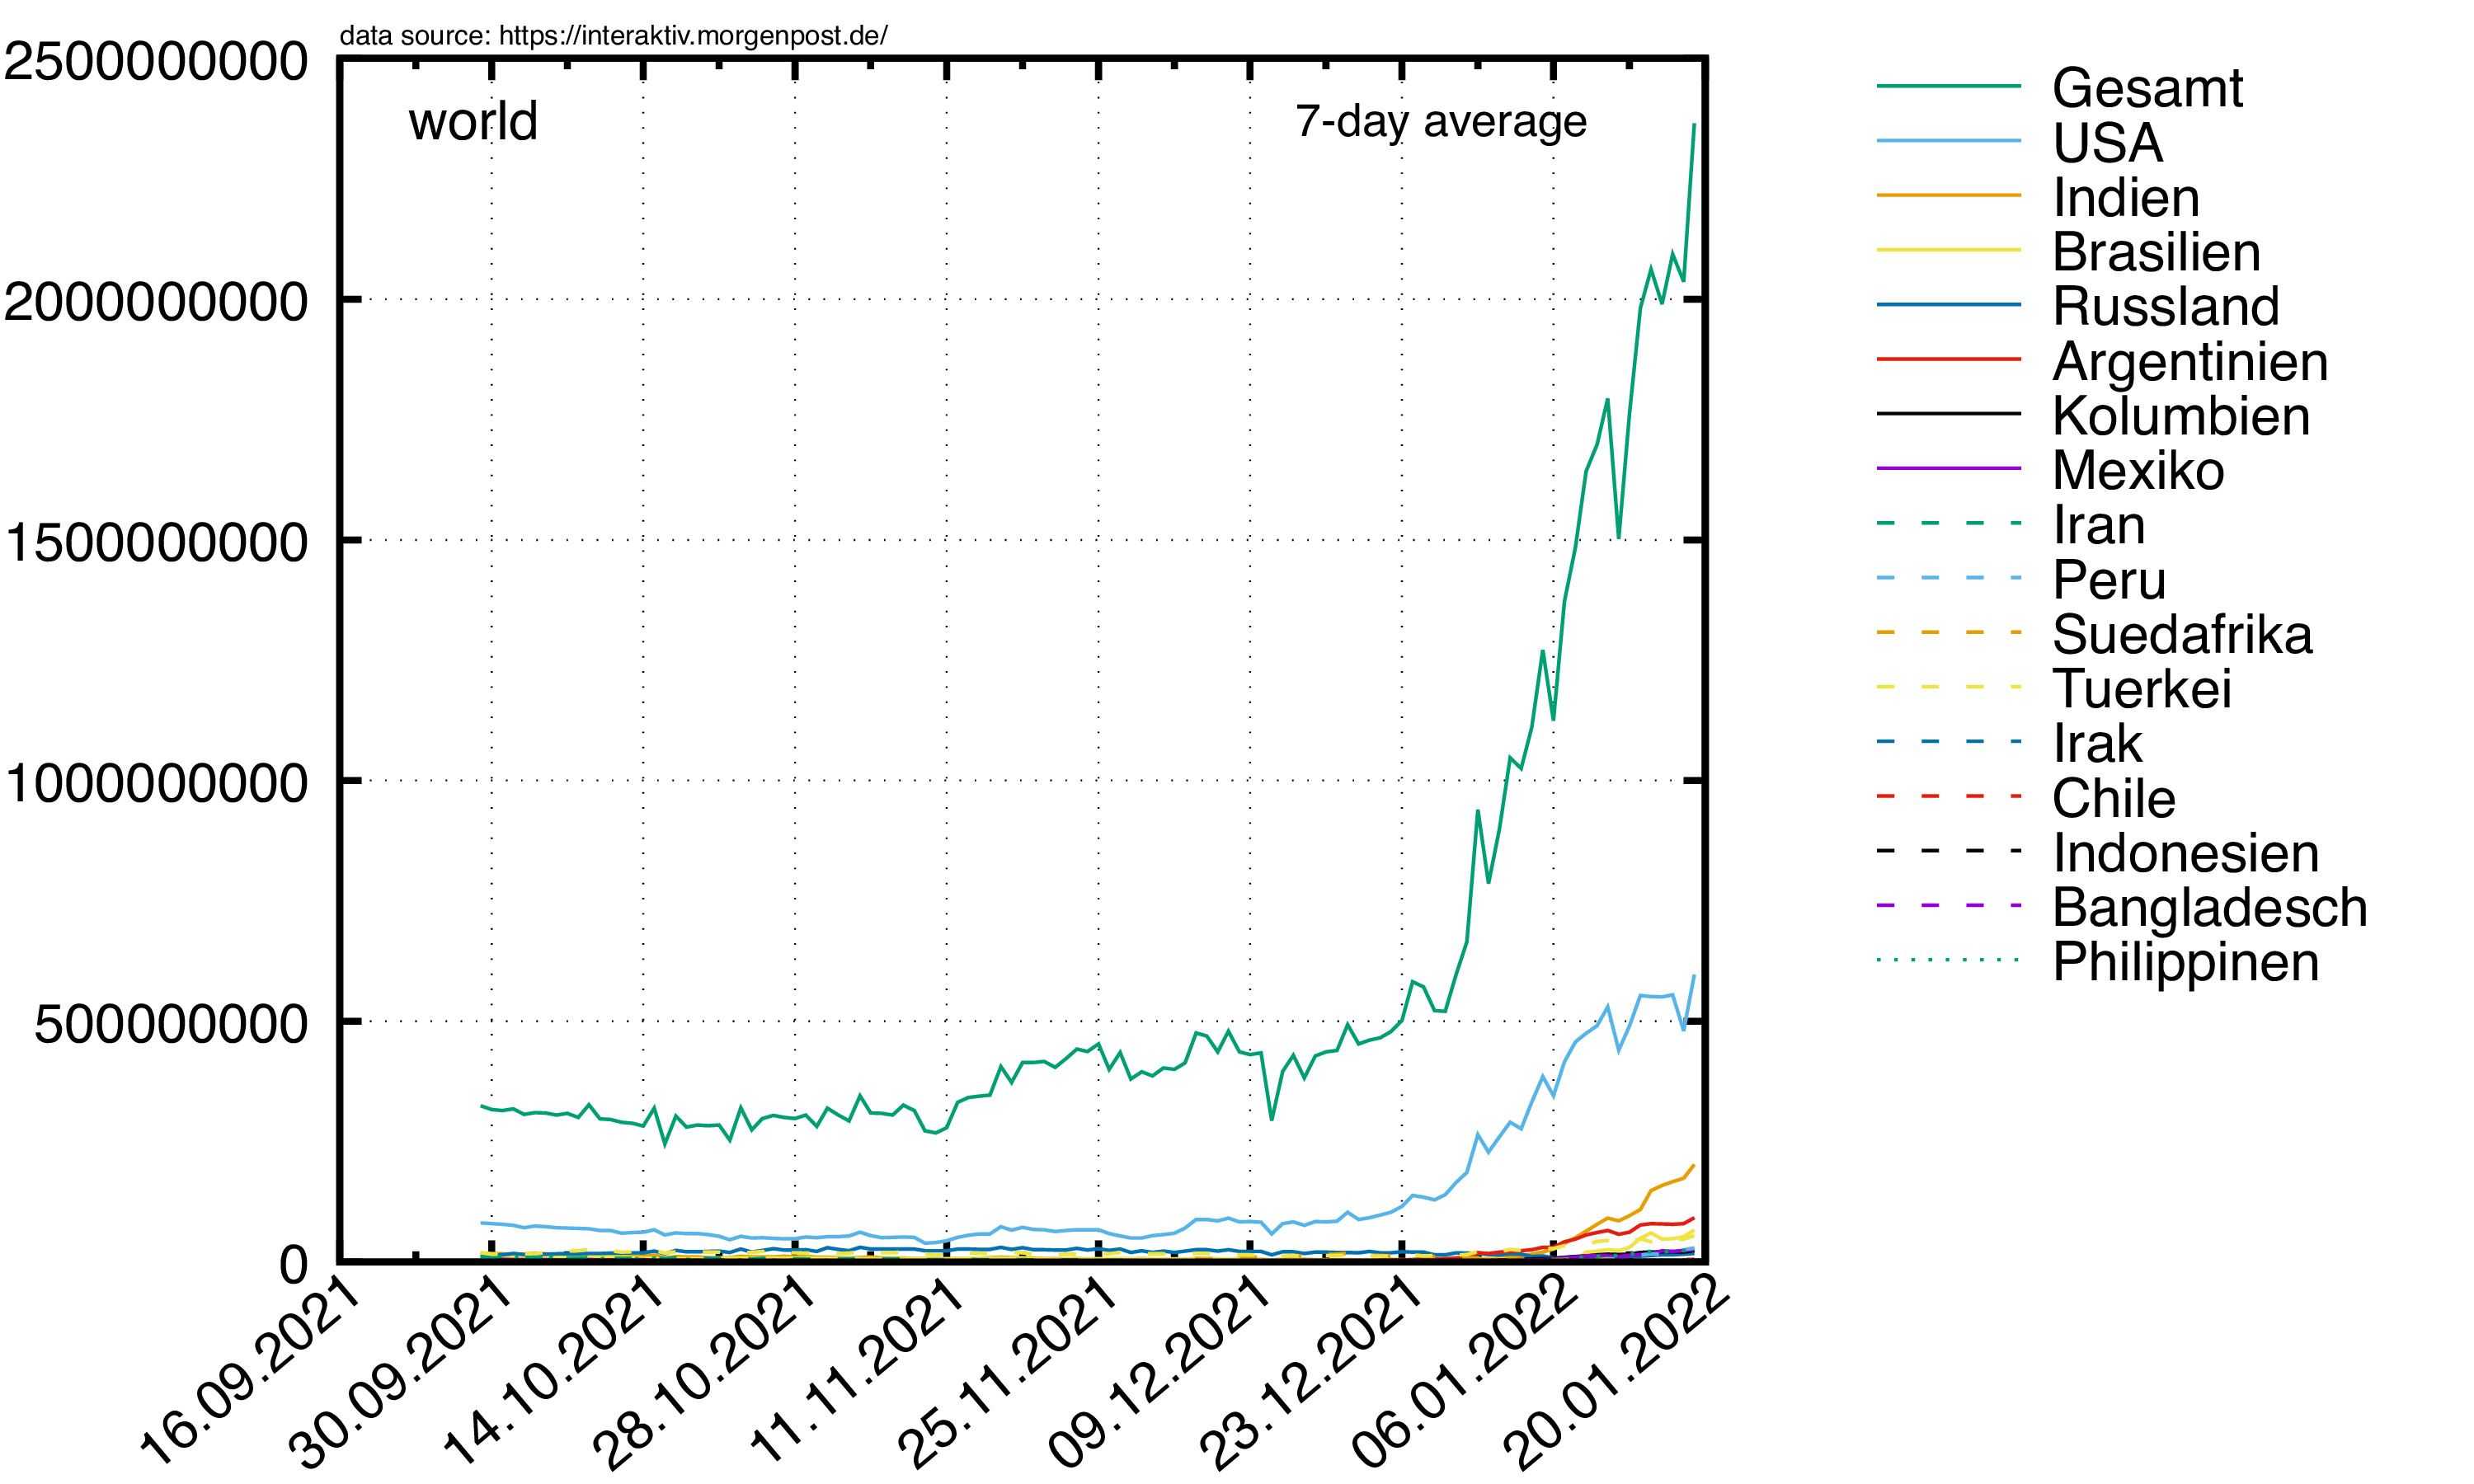 data source: https://interaktiv.morgenpost.de/
world
7-day average
2500000000
2000000000
1500000000
1000000000
500000000
0
16.09.2021
30.09.2021
14.10.2021
28.10.2021
11.11.2021
25.11.2021
09.12.2021
23.12.2021
06.01.2022
20.01.2022
Gesamt
USA
Indien
Brasilien
Russland
Argentinien
Kolumbien
Mexiko
Iran
Peru
Suedafrika
Tuerkei
Irak
Chile
Indonesien
Bangladesch
Philippinen